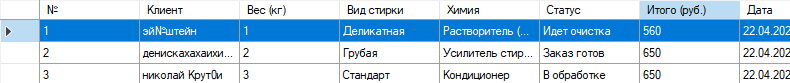 № Клиент Вес (кг) Вид стирки Химия Статус Итого (руб.) Дата
1 эй№штейн 1 Деликатная Растворитель (... Идет очистка 560 22.04.202
2 денискахахаихи... 2 Грубая Усилитель стир... Заказ готов 650 22.04.202
3 николай Крут0и 3 Стандарт Кондиционер В обработке 650 22.04.202